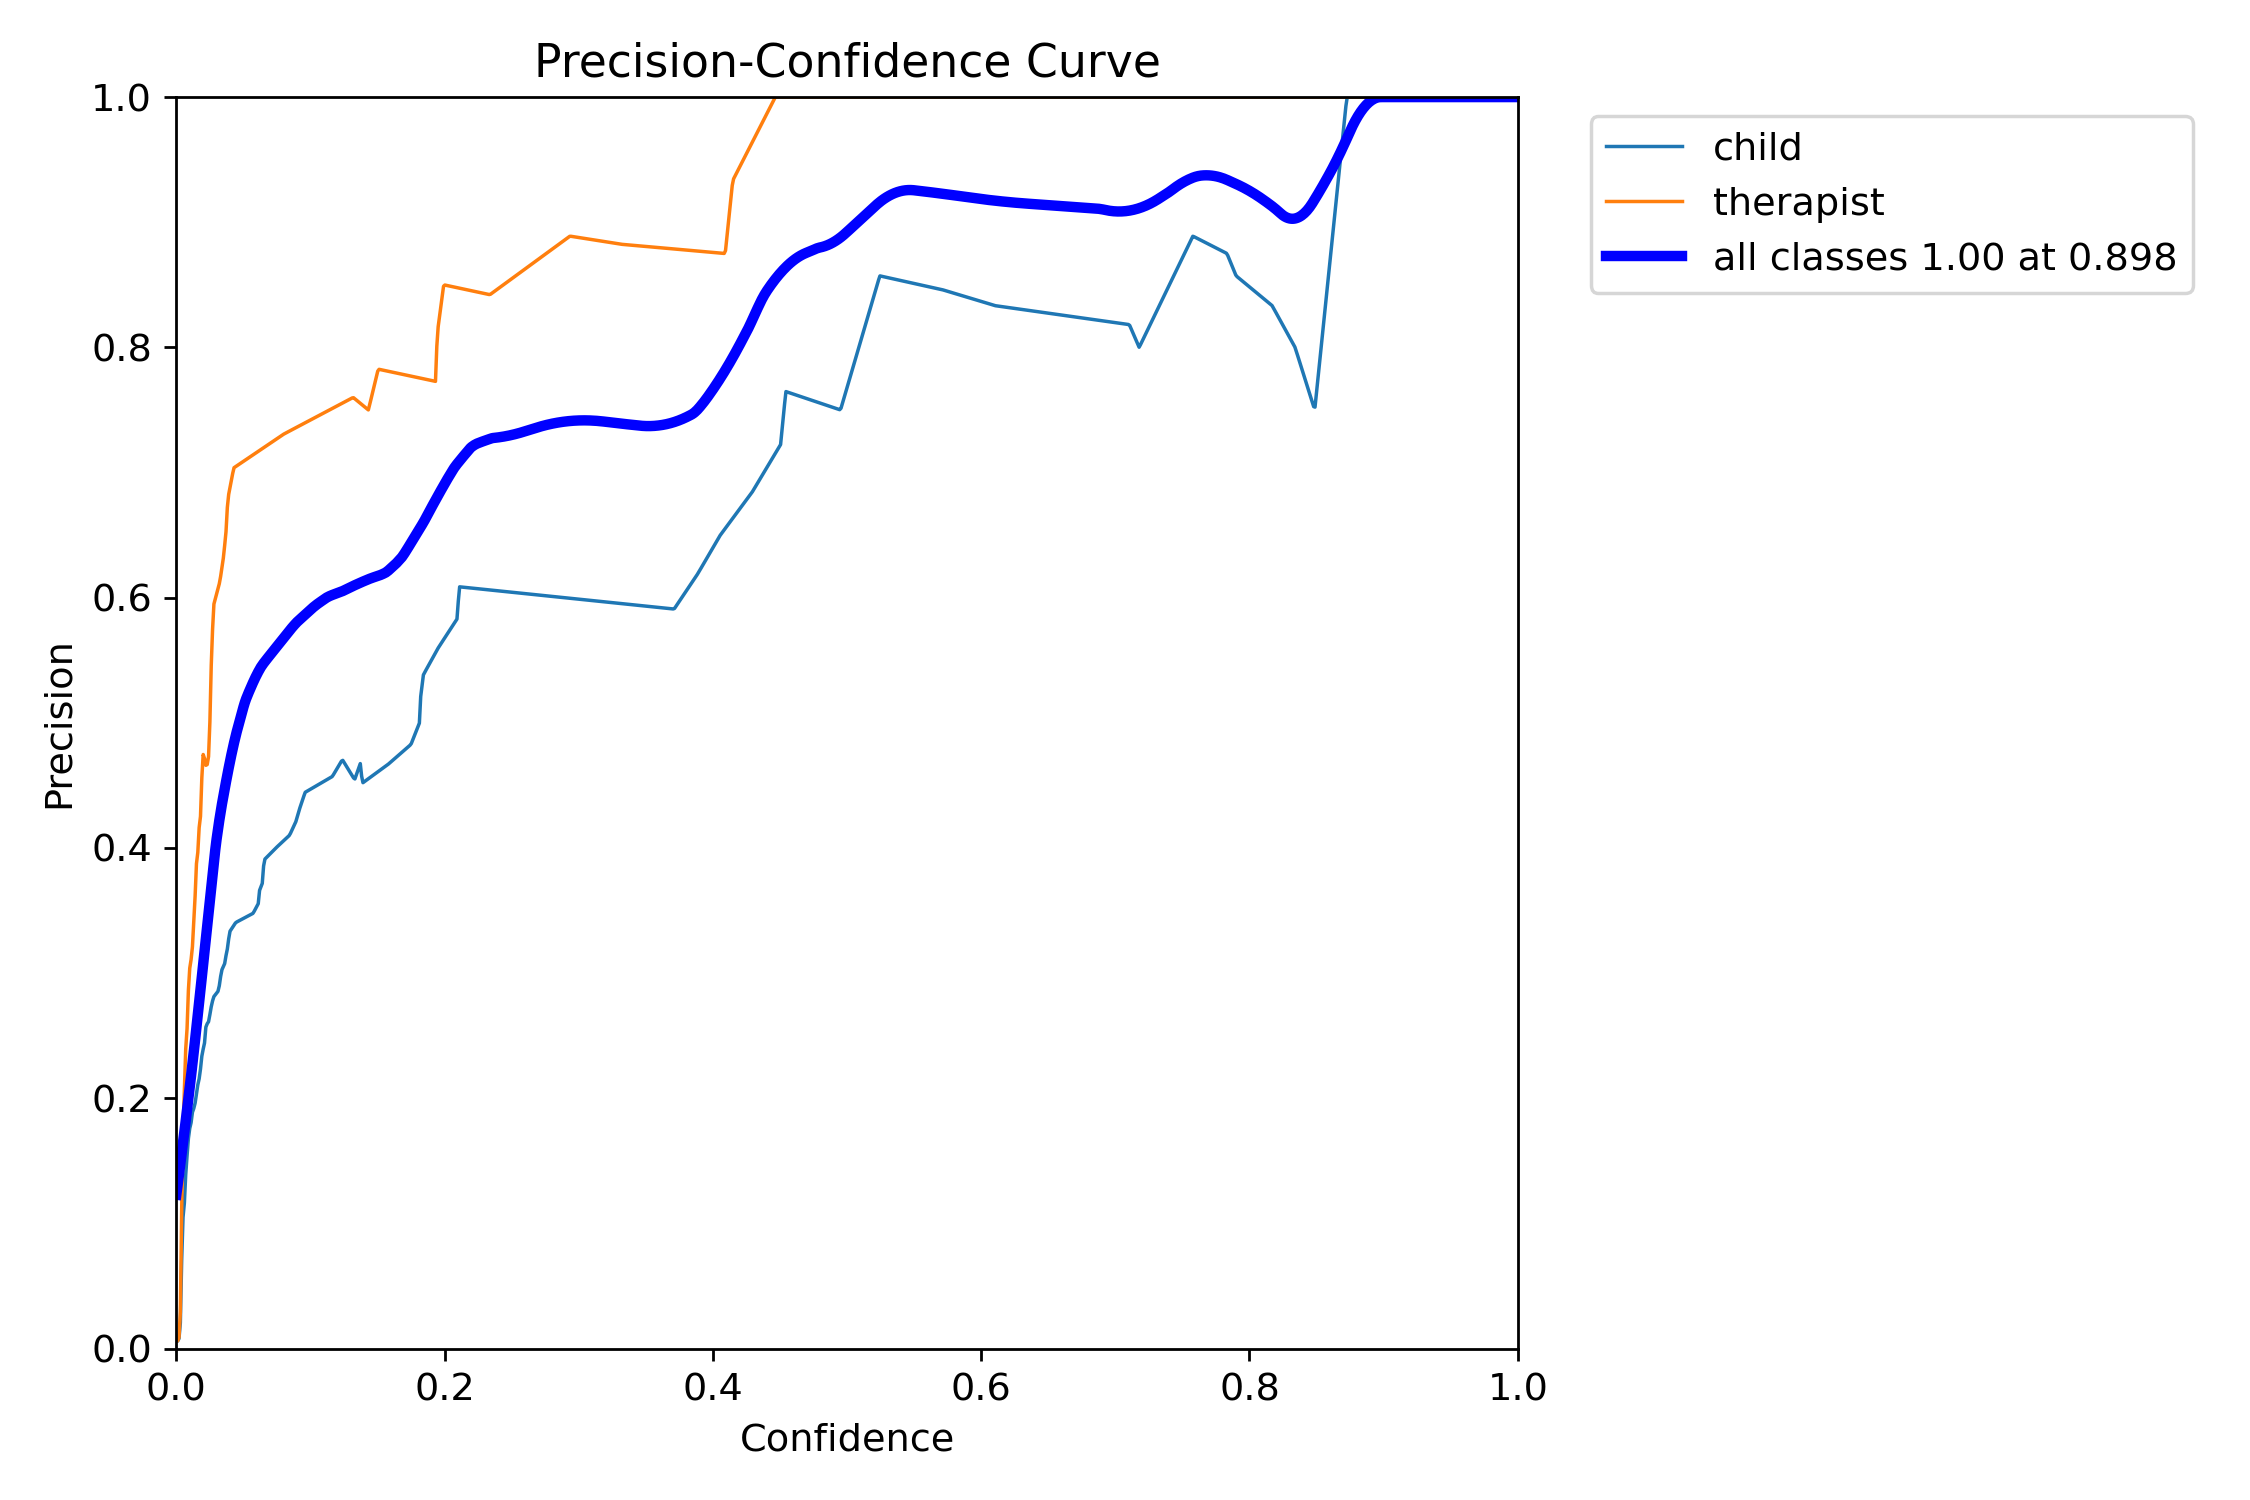 Precision-Confidence Curve
1.0
0.8
0.6
0.4
0.2
0.0
Precision
0.0 0.2 0.4 0.6 0.8 1.0
Confidence
child
therapist
all classes 1.00 at 0.898